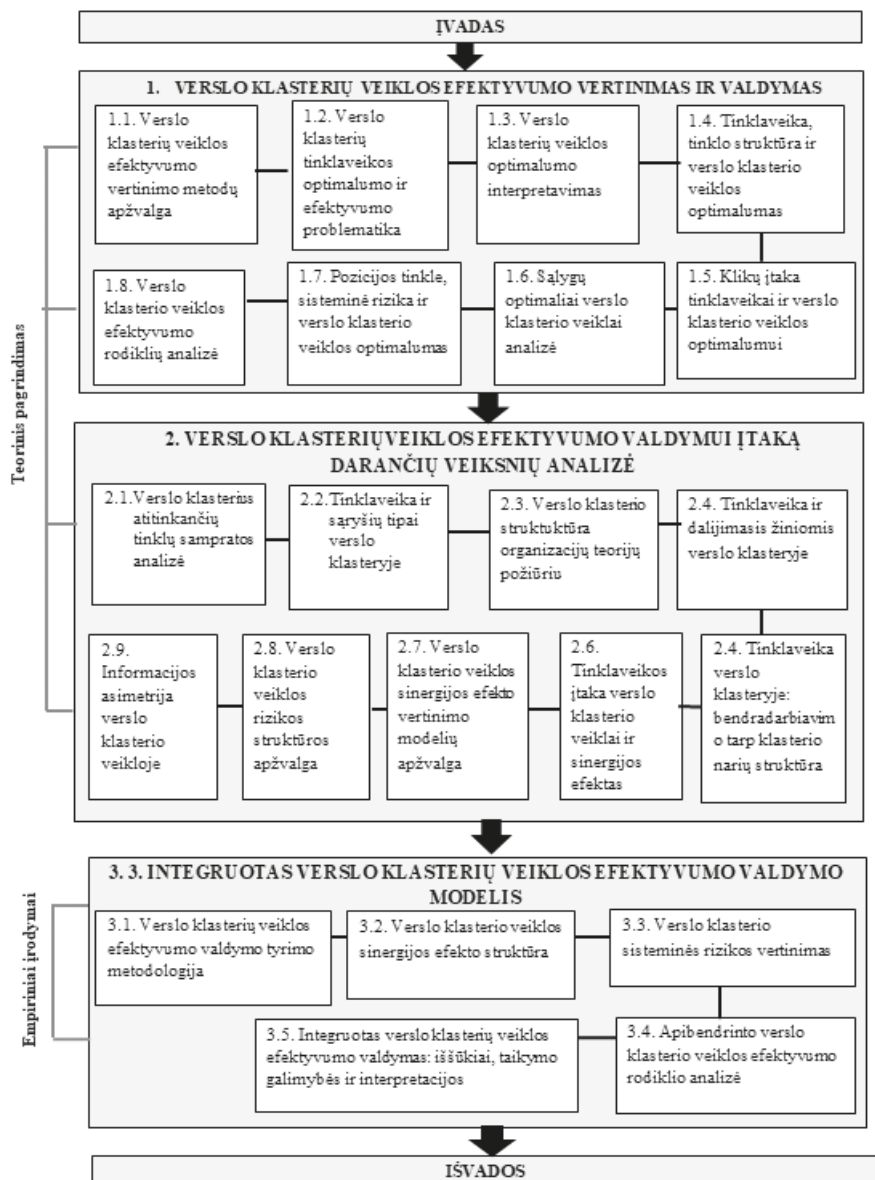 ĮVADAS
1. VERSLO KLASTERIŲ VEIKLOS EFEKTYVUMO VERTINIMAS IR VALDYMAS
1.1. Verslo
klasterių veiklos
efektyvumo
vertinimo metodų
apžvalga
1.2. Verslo
klasterių
tinklaveikos
optimalumo ir
efektyvumo
problematika
1.3. Verslo
klasterių veiklos
optimalumo
interpretavimas
1.4. Tinklaveika,
tinklo struktūra ir
verslo klasterio
veiklos
optimalumas
1.8. Verslo
klasterio veiklos
efektyvumo
rodiklių analizė
1.7. Pozicijos tinkle,
sisteminė rizika ir
verslo klasterio
veiklos optimalumas
1.6. Sąlygų
optimaliai verslo
klasterio veiklai
analizė
1.5. Klikų įtaka
tinklaveikai ir verslo
klasterio veiklos
optimalumui
Teorinis pagrindimas
2. VERSLO KLASTERIŲ VEIKLOS EFEKTYVUMO VALDYMUI ĮTAKĄ
DARANČIŲ VEIKSNIŲ ANALIZĖ
2.1. Verslo klasterius
atitinkančių
tinklų sampratos
analizė
2.2. Tinklaveika ir
sąryšių tipai
verslo
klasteryje
2.3. Verslo klasterio
struktuktūra
organizacijų teorijų
požiūriu
2.4. Tinklaveika ir
dalijimasis žiniomis
verslo klasteryje
2.9.
Informacijos
asimetrija
verslo
klasterio
veikloje
2.8. Verslo
klasterio
veiklos
rizikos
struktūros
apžvalga
2.7. Verslo
klasterio veiklos
sinergijos efekto
vertinimo
modelių
apžvalga
2.6.
Tinklaveikos
įtaka verslo
klasterio
veiklai ir
sinergijos
efektas
2.4. Tinklaveika
verslo
klasteryje:
bendradarbiavim
o tarp klasterio
narių struktūra
3. 3. INTEGRUOTAS VERSLO KLASTERIŲ VEIKLOS EFEKTYVUMO VALDYMO
MODELIS
3.1. Verslo klasterių veiklos
efektyvumo valdymo tyrimo
metodologija
3.2. Verslo klasterio veiklos
sinergijos efekto struktūra
3.3. Verslo klasterio
sisteminės rizikos vertinimas
3.5. Integruotas verslo klasterių veiklos
efektyvumo valdymas: iššūkiai, taikymo
galimybės ir interpretacijos
3.4. Apibendrinto verslo
klasterio veiklos efektyvumo
rodiklio analizė
Empiriniai įrodymai
IŠVADOS